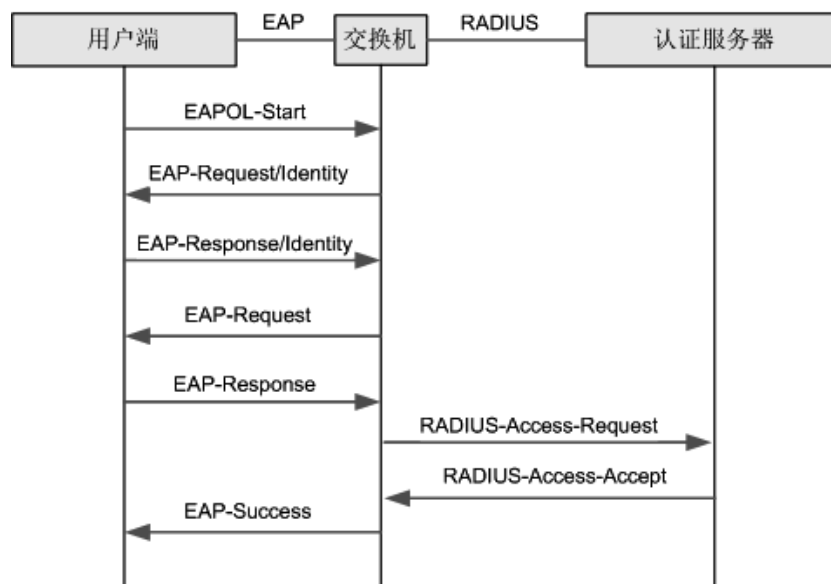 用户端
EAP
交换机
RADIUS
认证服务器
EAPOL-Start
EAP-Request/Identity
EAP-Response/Identity
EAP-Request
EAP-Response
RADIUS-Access-Request
RADIUS-Access-Accept
EAP-Success